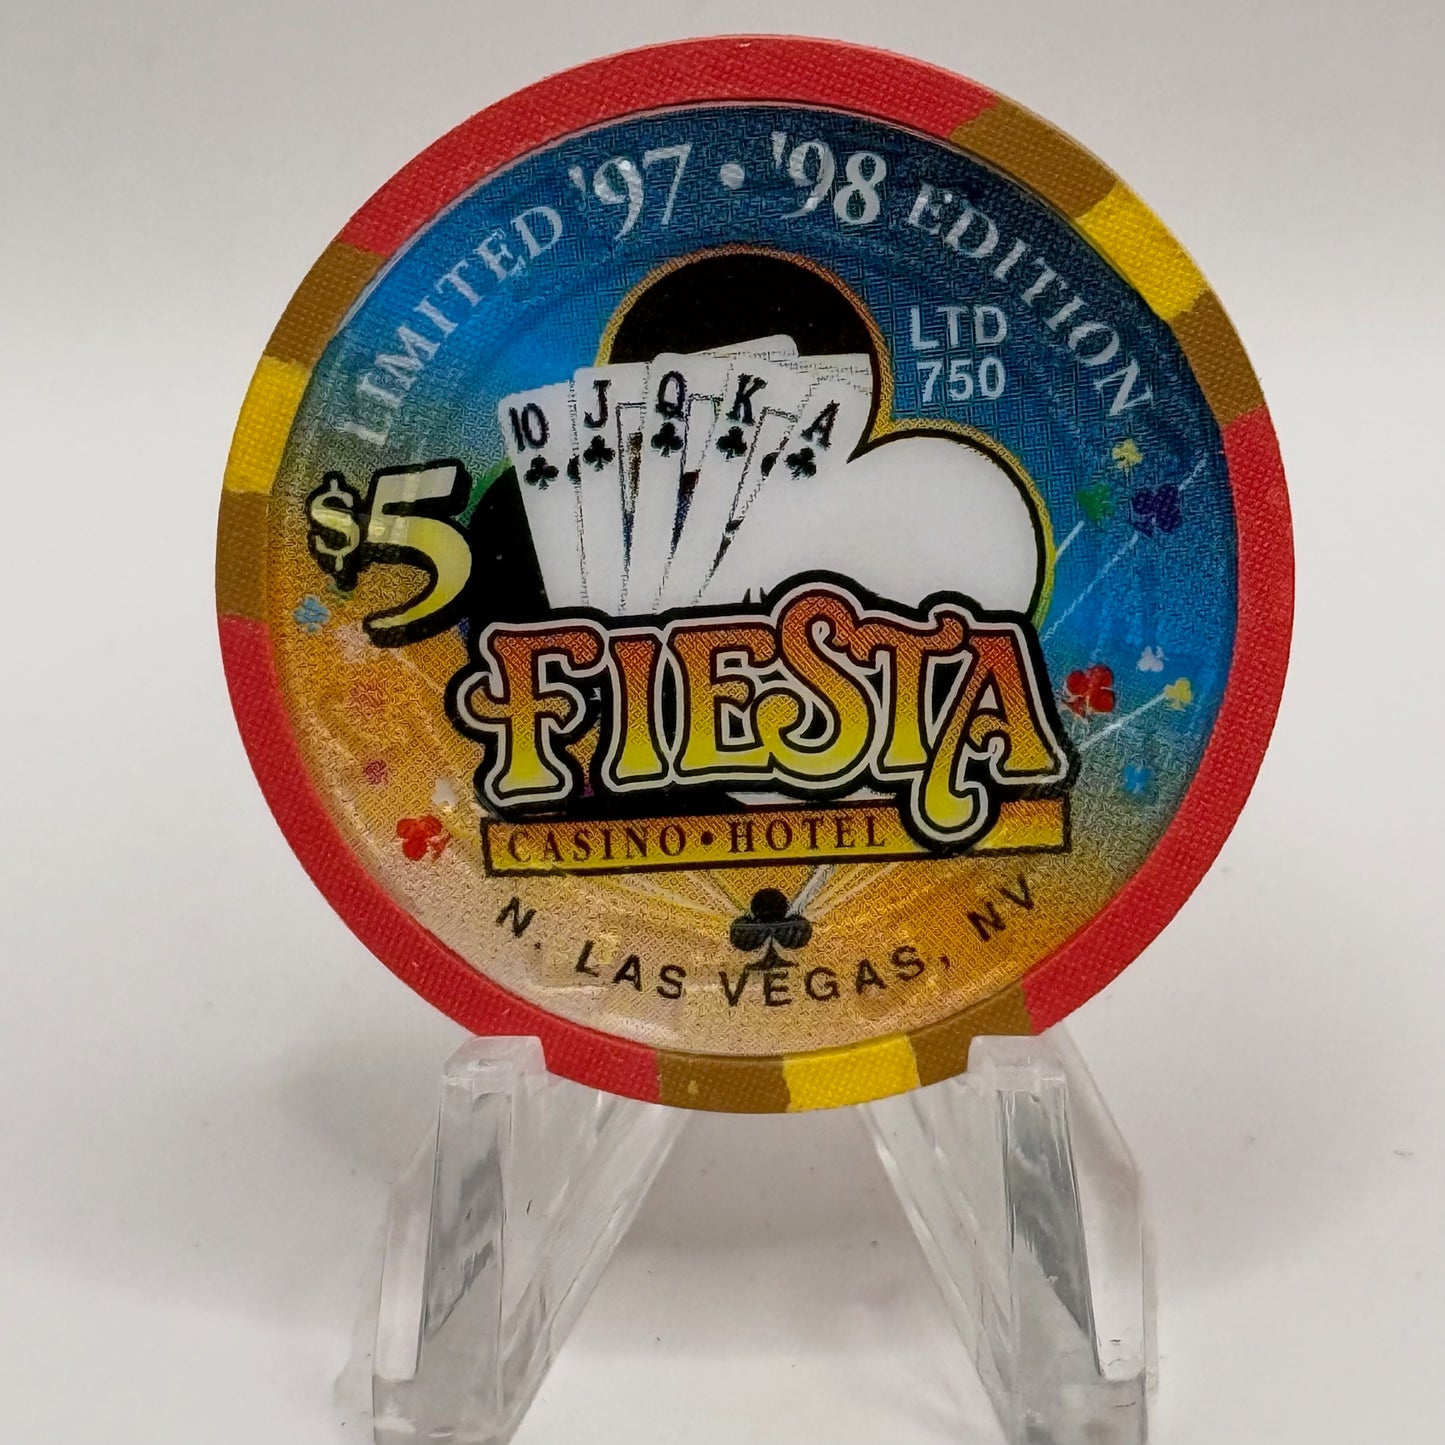 LIMITED '97 • '98 EDITION
LTD
750
10 J Q K A
$5
FIESTA
CASINO • HOTEL
N. LAS VEGAS, NV